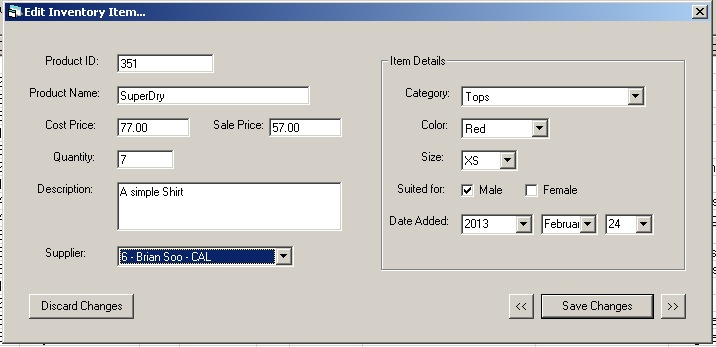 Edit Inventory Item...
Product ID: 351
Product Name: SuperDry
Cost Price: 77.00 Sale Price: 57.00
Quantity: 7
Description: A simple Shirt
Supplier: 6 - Brian Soo - CAL
Item Details
Category: Tops
Color: Red
Size: XS
Suited for: Male Female
Date Added: 2013 Februar 24
Discard Changes << Save Changes >>